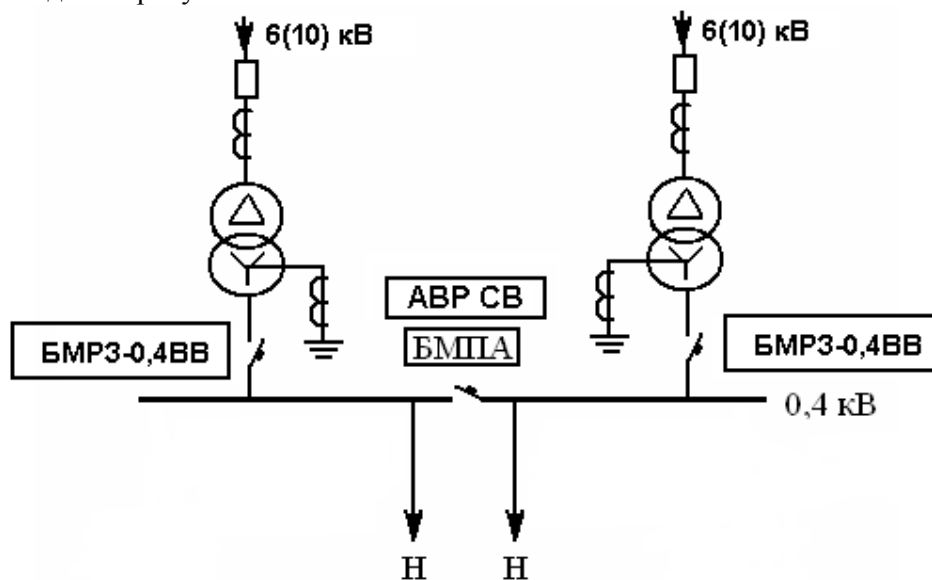 6(10) кВ
6(10) кВ
АВР СВ
БМРЗ-0,4ВВ
БМПА
БМРЗ-0,4ВВ
0,4 кВ
Н
Н